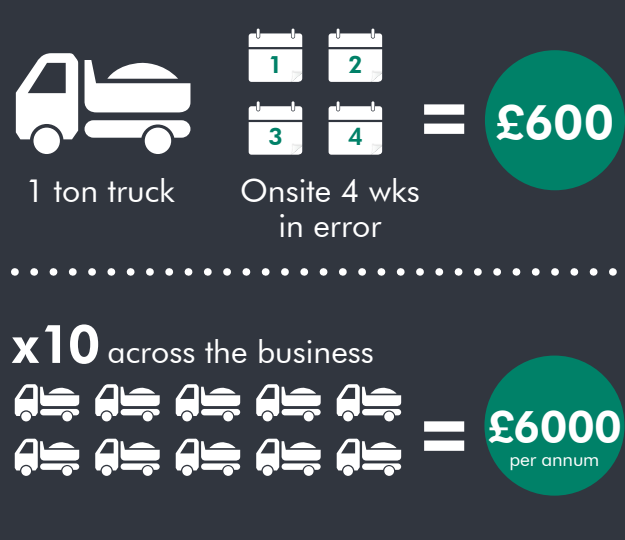 1 2
3 4
=
£600
1 ton truck
Onsite 4 wks
in error
x10 across the business
=
£6000
per annum